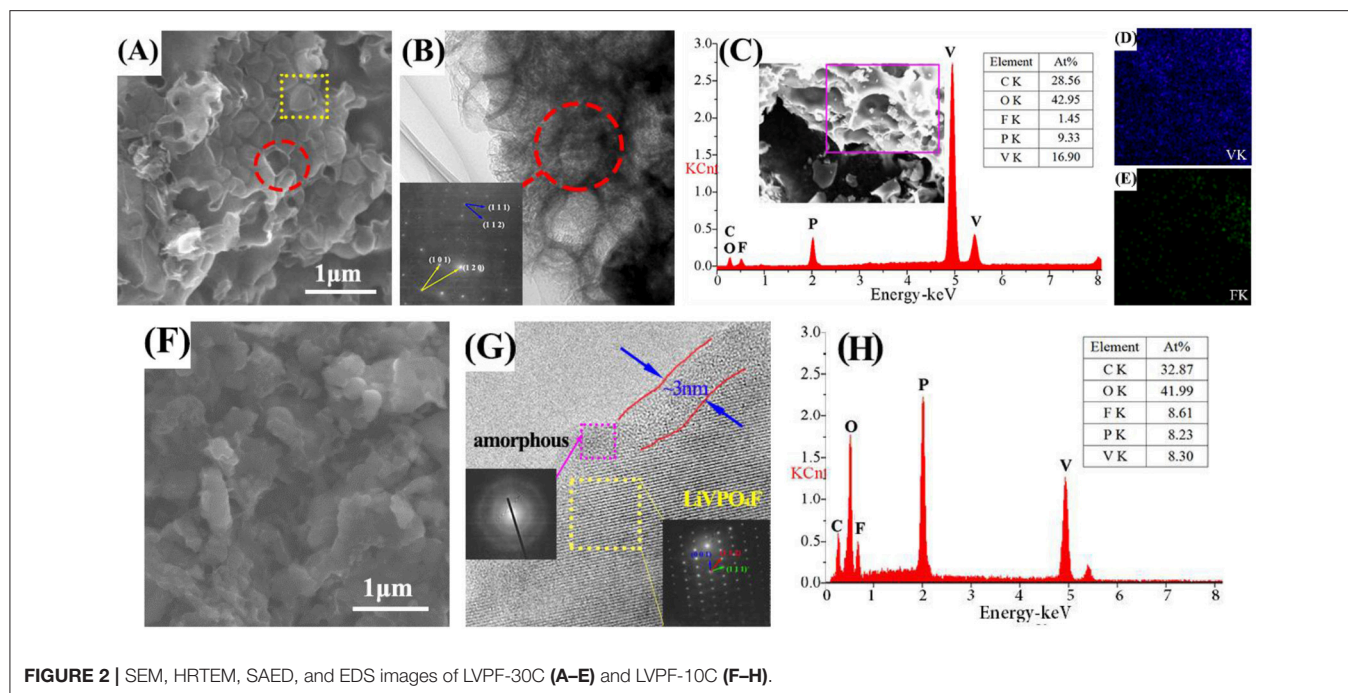 (A)
1μm
(B)
(1 1 1)
(1 1 2)
(1 0 1)
(1 2 0)
(C)
3.0
2.5
2.0
1.5
1.0
0.5
0.0
KCnt
C
O
F
P
V
V
0 1 2 3 4 5 6 7 8
Energy-keV
Element At%
C K 28.56
O K 42.95
F K 1.45
P K 9.33
V K 16.90
(D)
VK
(E)
FK
(F)
1μm
(G)
~3nm
amorphous
LiVPO₄F
(0 0 1)
(1 1 1)
(H)
3.0
2.5
2.0
1.5
1.0
0.5
0.0
KCnt
C
O
F
P
V
0 1 2 3 4 5 6 7 8
Energy-keV
Element At%
C K 32.87
O K 41.99
F K 8.61
P K 8.23
V K 8.30
FIGURE 2 | SEM, HRTEM, SAED, and EDS images of LVPF-30C (A–E) and LVPF-10C (F–H).